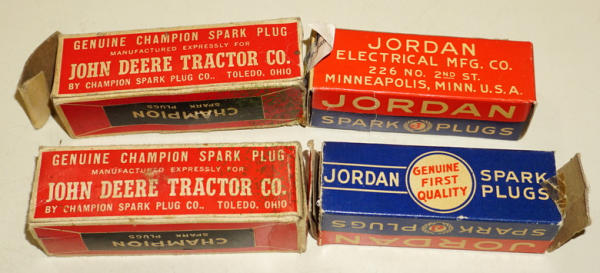 GENUINE CHAMPION SPARK PLUG
MANUFACTURED EXPRESSLY FOR
JOHN DEERE TRACTOR CO.
BY CHAMPION SPARK PLUG CO., TOLEDO, OHIO
CHAMPION
SPARK PLUGS
JORDAN
ELECTRICAL MFG. CO.
226 NO. 2ND ST.
MINNEAPOLIS, MINN. U.S.A.
JORDAN
SPARK PLUGS
GENUINE CHAMPION SPARK PLUG
MANUFACTURED EXPRESSLY FOR
JOHN DEERE TRACTOR CO.
BY CHAMPION SPARK PLUG CO., TOLEDO, OHIO
CHAMPION
SPARK PLUGS
JORDAN
GENUINE
FIRST
QUALITY
SPARK
PLUGS
SPARK PLUGS
JORDAN